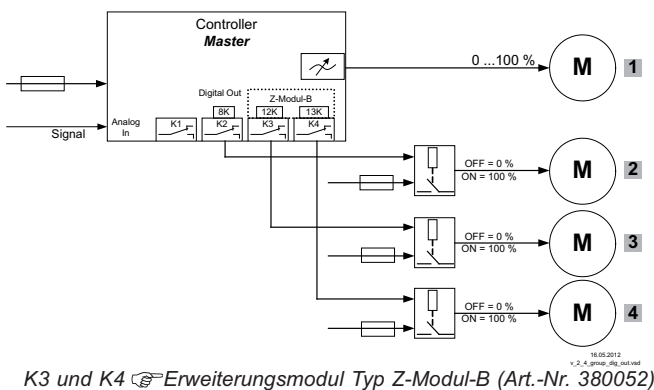 Controller
Master
0 ...100 %
M
1
Digital Out
Z-Modul-B
8K
12K
13K
Analog
In
K1
K2
K3
K4
Signal
OFF = 0 %
ON = 100 %
M
2
OFF = 0 %
ON = 100 %
M
3
OFF = 0 %
ON = 100 %
M
4
16.05.2012
v_2_4_group_dig_out.vsd
K3 und K4 Erweiterungsmodul Typ Z-Modul-B (Art.-Nr. 380052)